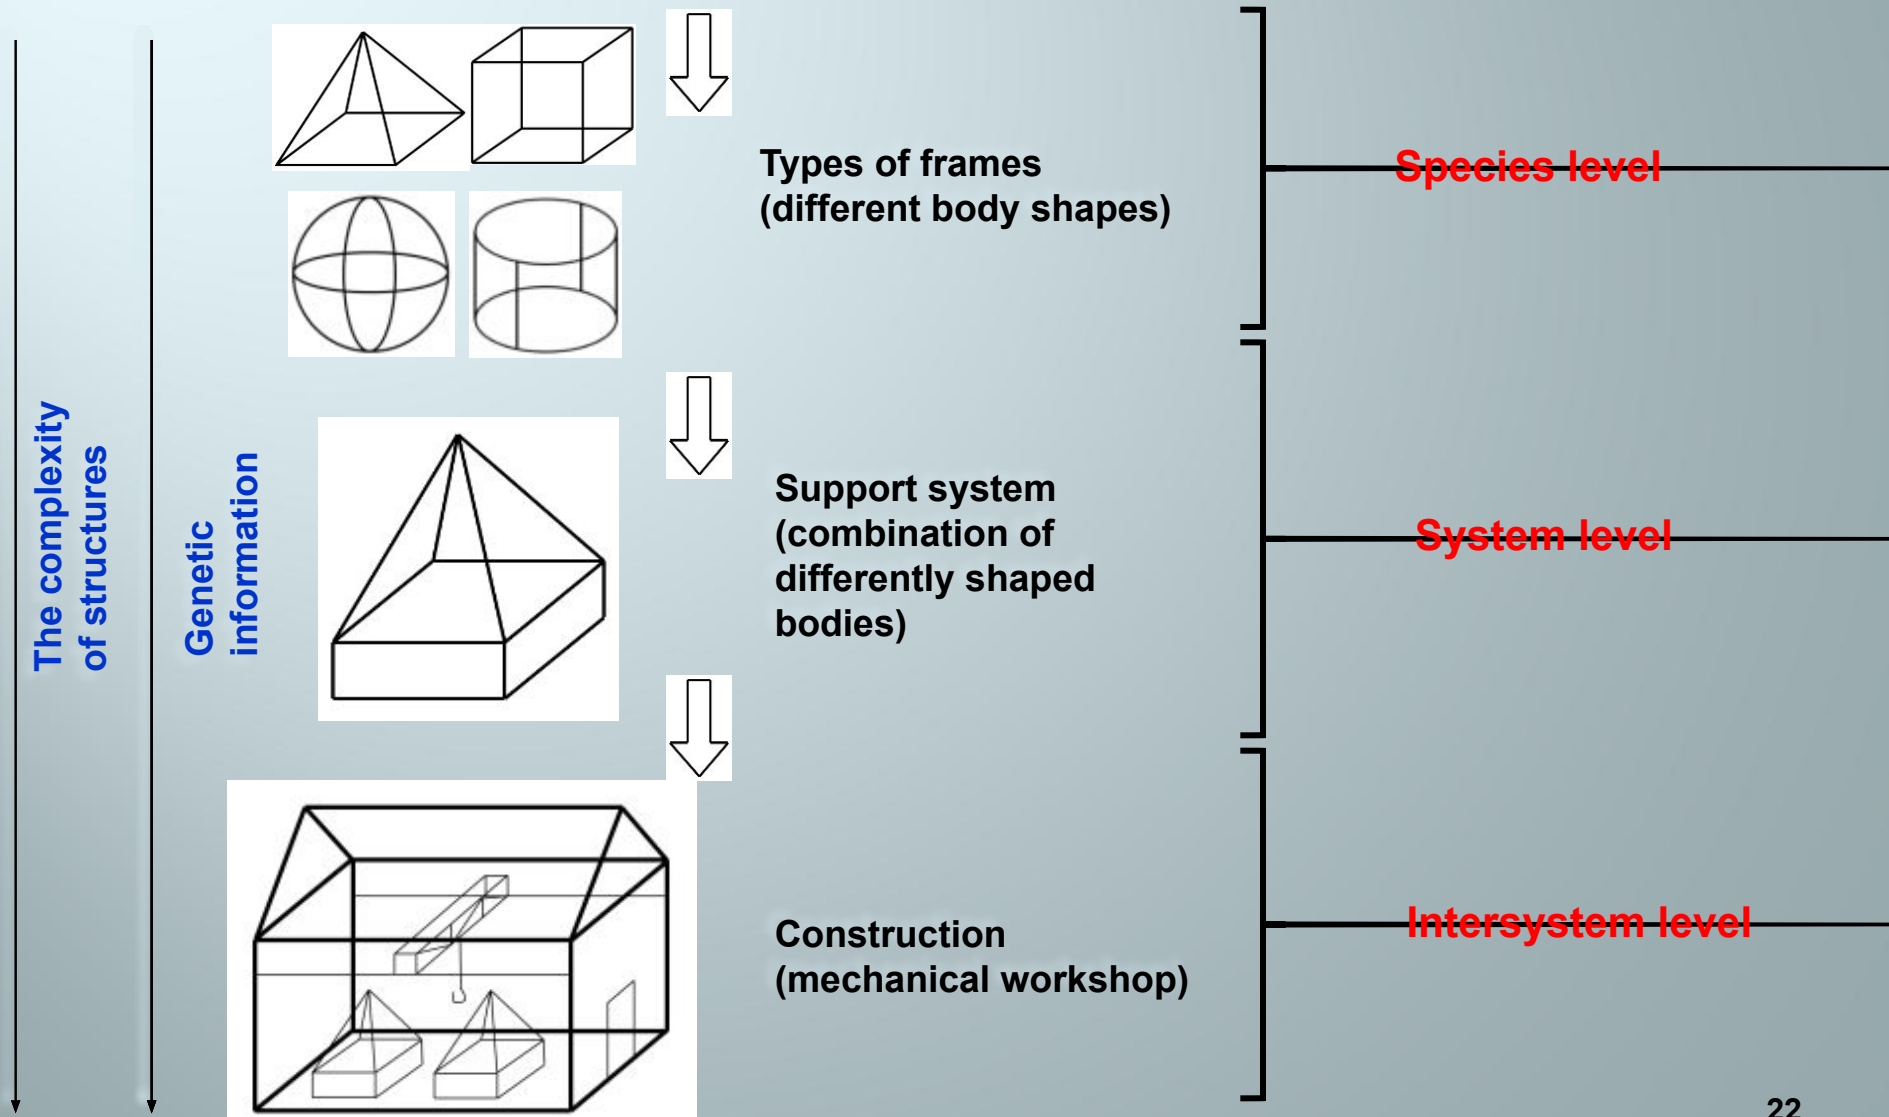 The complexity
of structures
Genetic
information
Types of frames
(different body shapes)
Species level
Support system
(combination of
differently shaped
bodies)
System level
Construction
(mechanical workshop)
Intersystem level
22